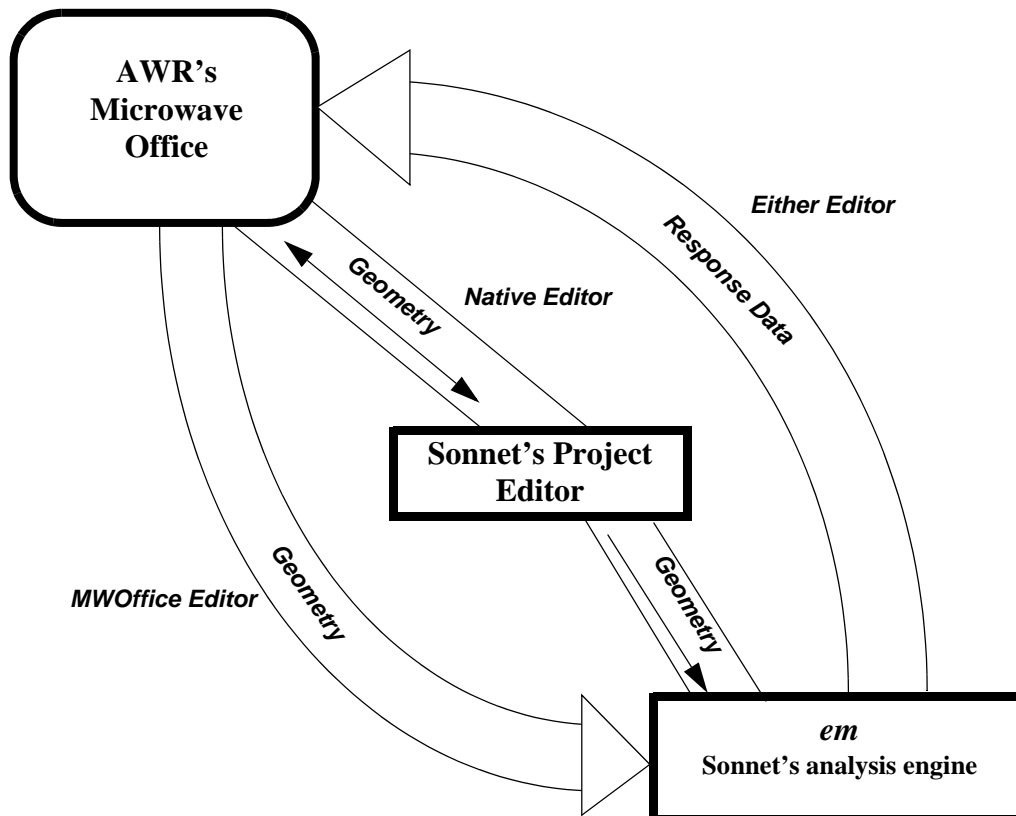 AWR’s
Microwave
Office
Either Editor
Response Data
Geometry
Native Editor
Sonnet’s Project
Editor
Geometry
MWOffice Editor
Geometry
em
Sonnet’s analysis engine